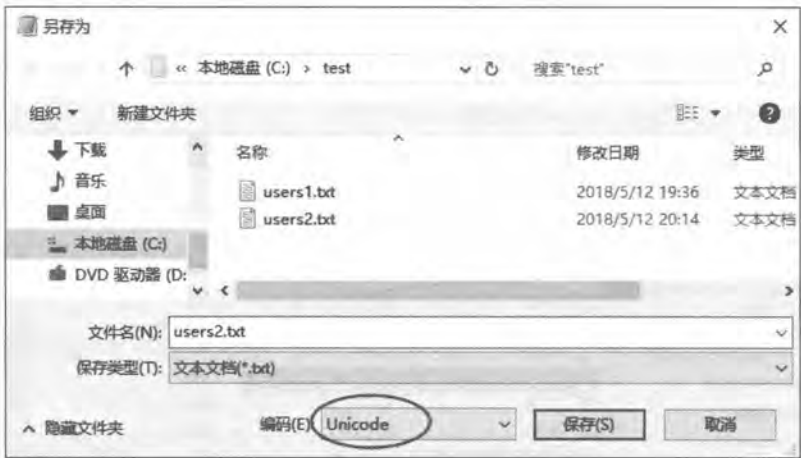 另存为
« 本地磁盘 (C:) › test 搜索"test"
组织 新建文件夹
下载 名称 修改日期 类型
音乐 users1.txt 2018/5/12 19:36 文本文档
桌面 users2.txt 2018/5/12 20:14 文本文档
本地磁盘 (C:)
DVD 驱动器 (D:
文件名(N): users2.txt
保存类型(T): 文本文档(*.txt)
隐藏文件夹 编码(E) Unicode 保存(S) 取消